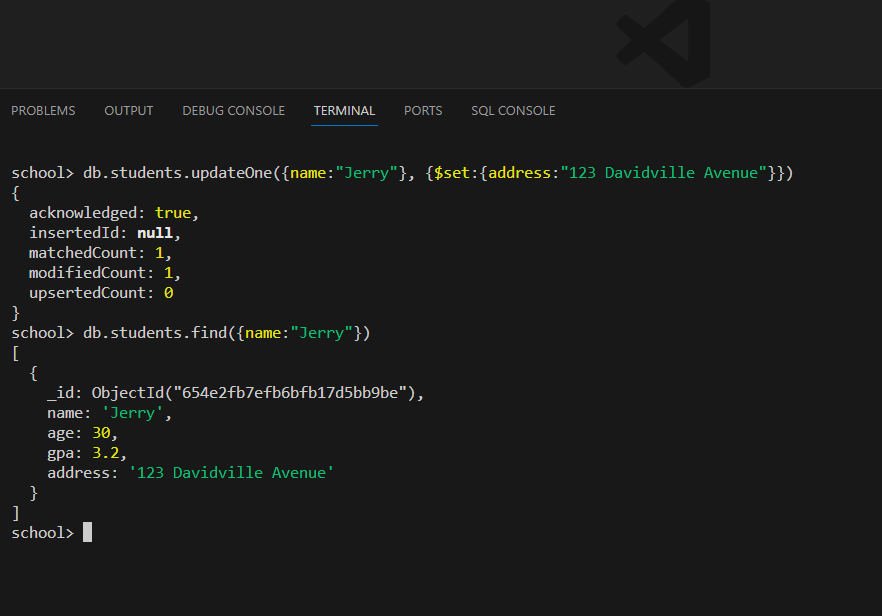 PROBLEMS OUTPUT DEBUG CONSOLE TERMINAL PORTS SQL CONSOLE
school> db.students.updateOne({name:"Jerry"}, {$set:{address:"123 Davidville Avenue"}})
{
  acknowledged: true,
  insertedId: null,
  matchedCount: 1,
  modifiedCount: 1,
  upsertedCount: 0
}
school> db.students.find({name:"Jerry"})
[
  {
    _id: ObjectId("654e2fb7efb6bfb17d5bb9be"),
    name: 'Jerry',
    age: 30,
    gpa: 3.2,
    address: '123 Davidville Avenue'
  }
]
school>